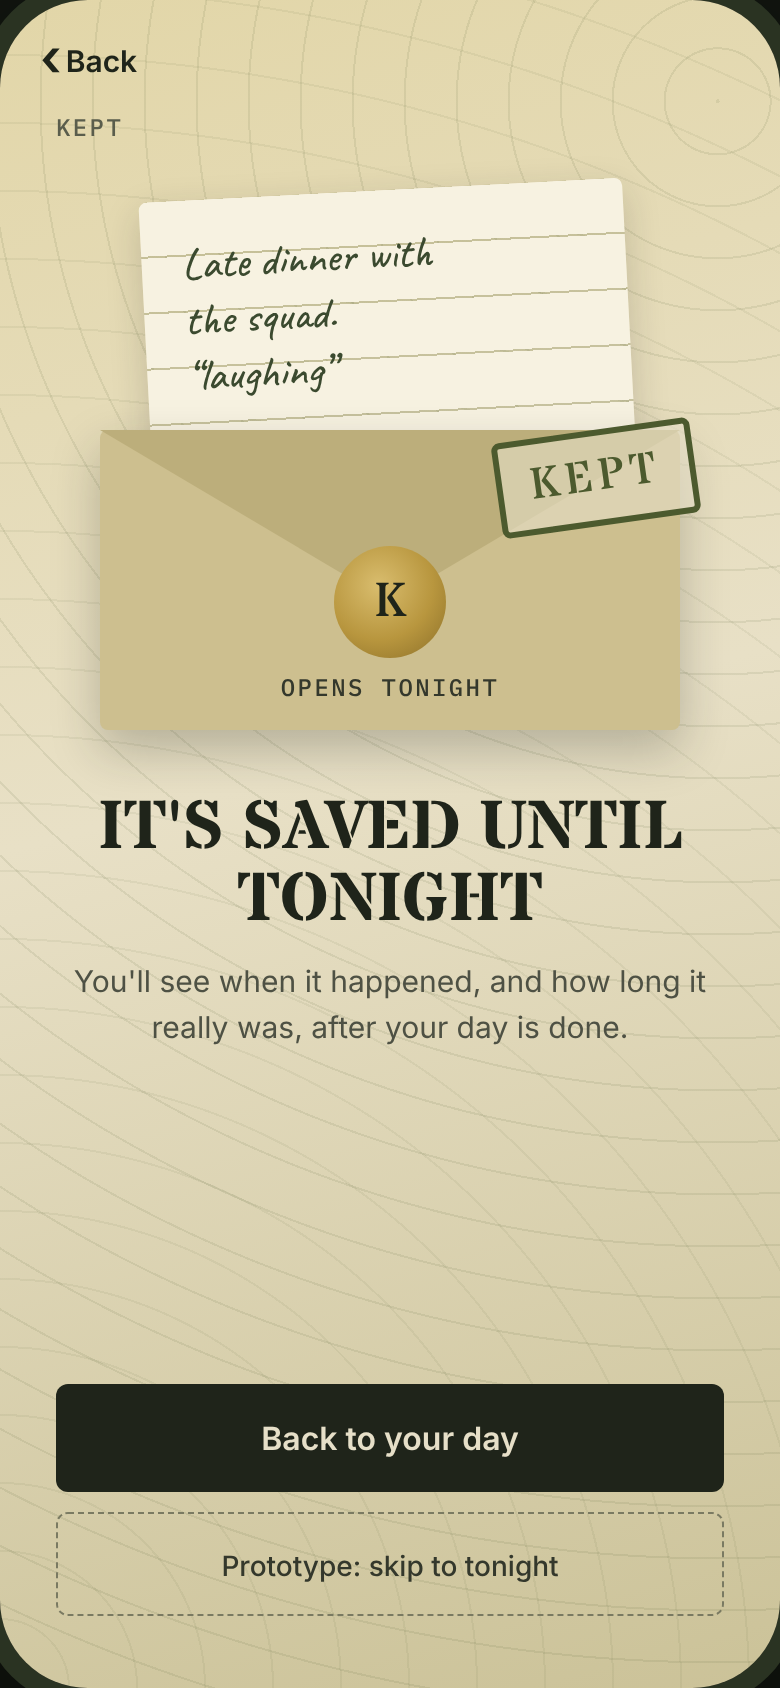 Back
KEPT
Late dinner with
the squad.
“laughing”
KEPT
K
OPENS TONIGHT
IT'S SAVED UNTIL
TONIGHT
You'll see when it happened, and how long it
really was, after your day is done.
Back to your day
Prototype: skip to tonight